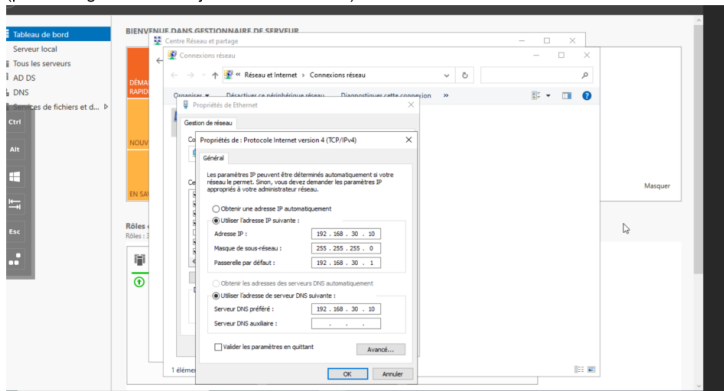 Tableau de bord
Serveur local
Tous les serveurs
AD DS
DNS
Services de fichiers et d...
Ctrl
Alt
Esc
BIENVENUE DANS GESTIONNAIRE DE SERVEUR
Centre Réseau et partage
Connexions réseau
Réseau et Internet > Connexions réseau
Organiser
Désactiver ce périphérique réseau
Diagnostiquer cette connexion
»
Propriétés de Ethernet
Gestion de réseau
Propriétés de : Protocole Internet version 4 (TCP/IPv4)
Général
Les paramètres IP peuvent être déterminés automatiquement si votre
réseau le permet. Sinon, vous devez demander les paramètres IP
appropriés à votre administrateur réseau.
Obtenir une adresse IP automatiquement
Utiliser l'adresse IP suivante :
Adresse IP : 192 . 168 . 30 . 10
Masque de sous-réseau : 255 . 255 . 255 . 0
Passerelle par défaut : 192 . 168 . 30 . 1
Obtenir les adresses des serveurs DNS automatiquement
Utiliser l'adresse de serveur DNS suivante :
Serveur DNS préféré : 192 . 168 . 30 . 10
Serveur DNS auxiliaire : . . .
Valider les paramètres en quittant
Avancé...
OK
Annuler
DÉMA
RAPID
NOUV
EN SA
Masquer
Rôles
Rôles : 3
1 élémen